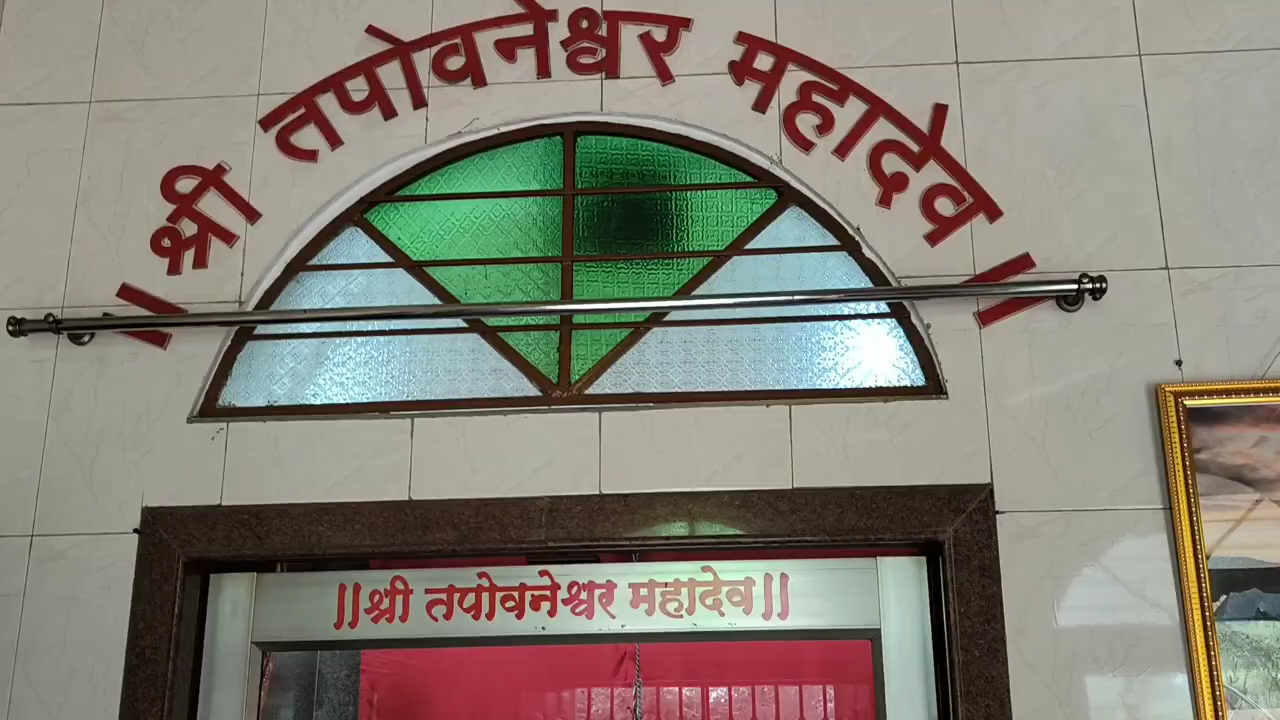 ॥ श्री तपोवनेश्वर महादेव ॥
||श्री तपोवनेश्वर महादेव||